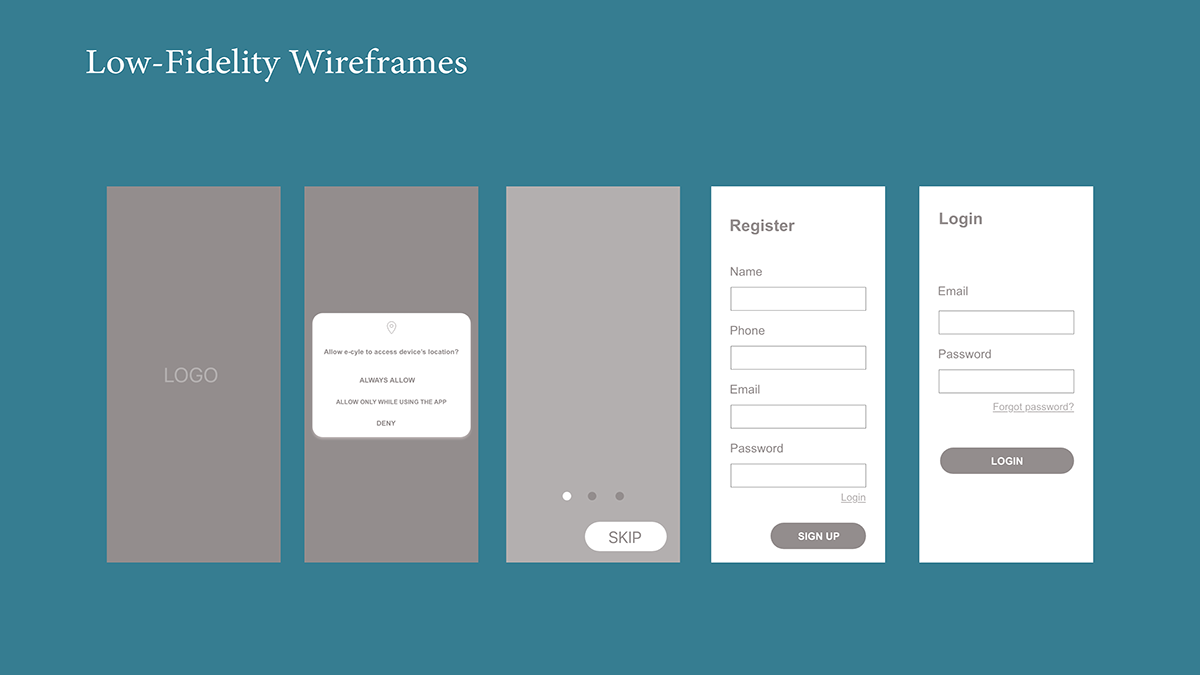 Low-Fidelity Wireframes
LOGO
Allow e-cyle to access device's location?
ALWAYS ALLOW
ALLOW ONLY WHILE USING THE APP
DENY
SKIP
Register
Name
Phone
Email
Password
Login
SIGN UP
Login
Email
Password
Forgot password?
LOGIN